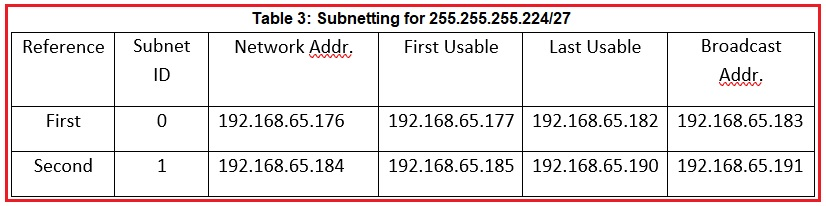 Table 3: Subnetting for 255.255.255.224/27
Reference Subnet ID Network Addr. First Usable Last Usable Broadcast Addr.
First 0 192.168.65.176 192.168.65.177 192.168.65.182 192.168.65.183
Second 1 192.168.65.184 192.168.65.185 192.168.65.190 192.168.65.191